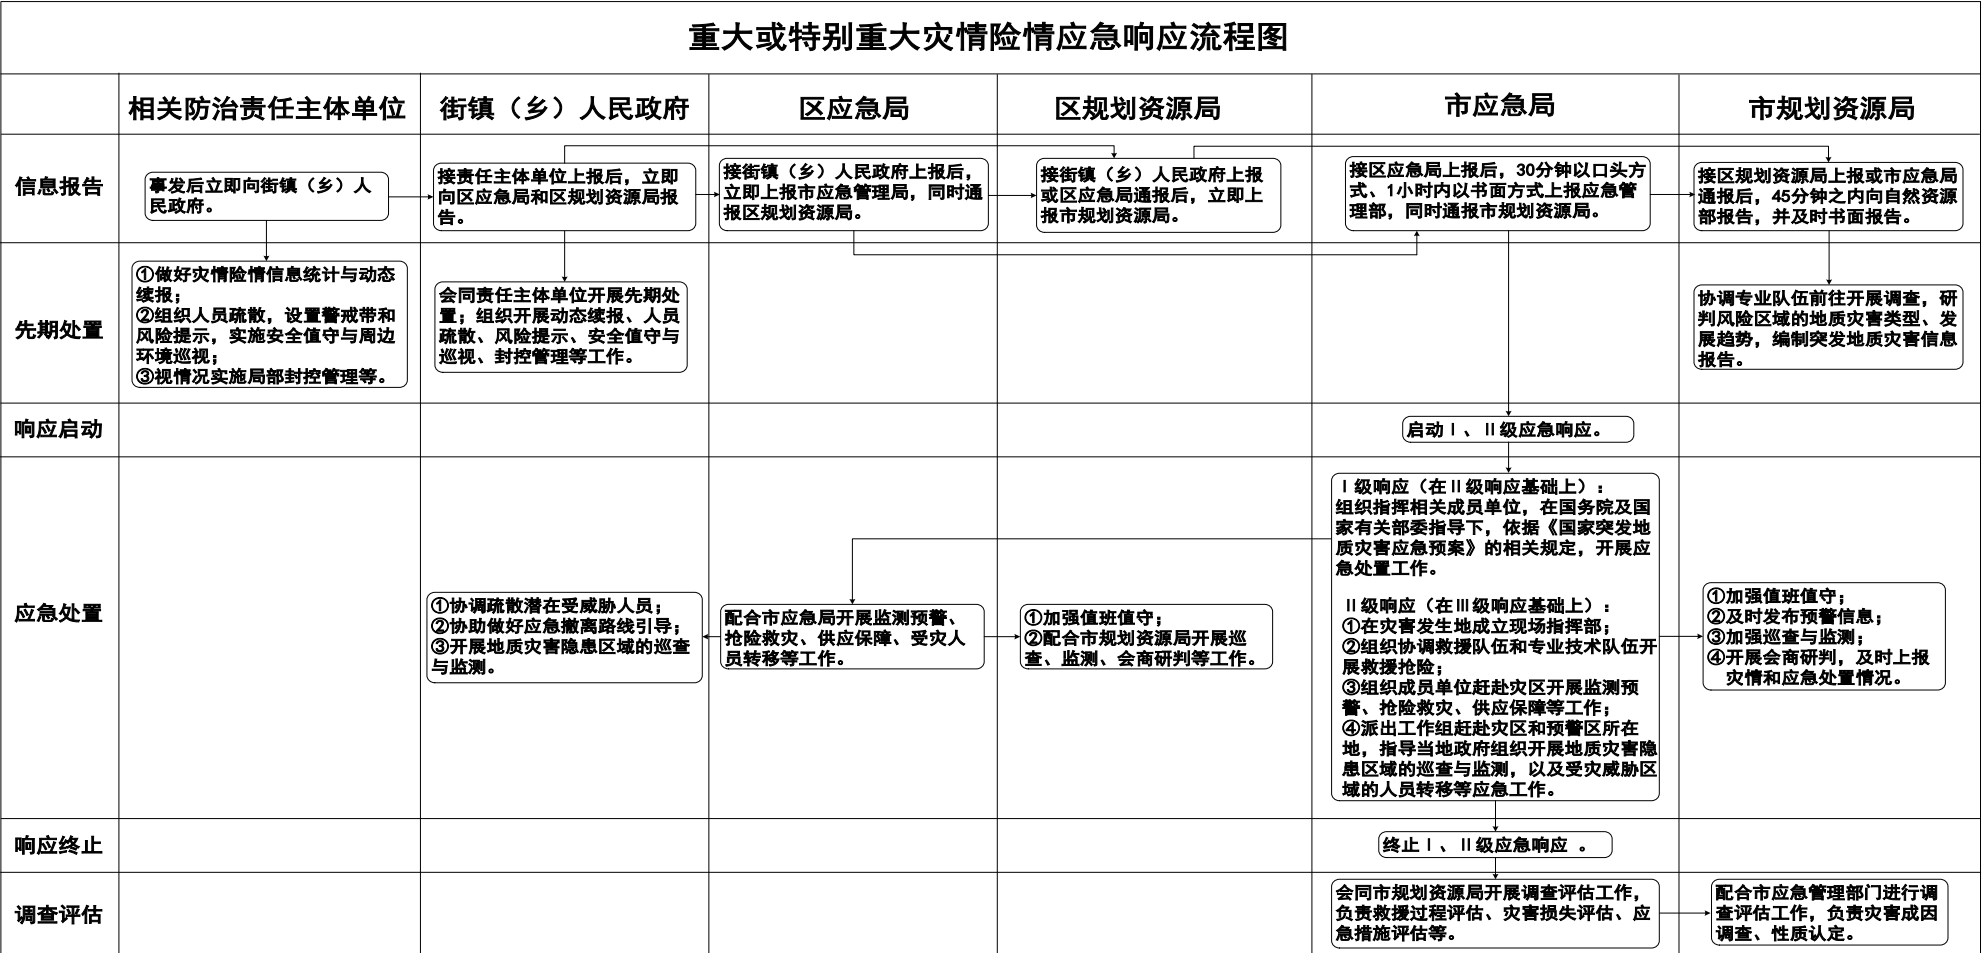 重大或特别重大灾情险情应急响应流程图
相关防治责任主体单位
街镇（乡）人民政府
区应急局
区规划资源局
市应急局
市规划资源局
信息报告
事发后立即向街镇（乡）人
民政府。
接责任主体单位上报后，立即
向区应急局和区规划资源局报
告。
接街镇（乡）人民政府上报后，
立即上报市应急管理局，同时通
报区规划资源局。
接街镇（乡）人民政府上报
或区应急局通报后，立即上
报市规划资源局。
接区应急局上报后，30分钟以口头方
式、1小时内以书面方式上报应急管
理部，同时通报市规划资源局。
接区规划资源局上报或市应急局
通报后，45分钟之内向自然资源
部报告，并及时书面报告。
先期处置
①做好灾情险情信息统计与动态
续报；
②组织人员疏散，设置警戒带和
风险提示，实施安全值守与周边
环境巡视；
③视情况实施局部封控管理等。
会同责任主体单位开展先期处
置；组织开展动态续报、人员
疏散、风险提示、安全值守与
巡视、封控管理等工作。
协调专业队伍前往开展调查，研
判风险区域的地质灾害类型、发
展趋势，编制突发地质灾害信息
报告。
响应启动
启动Ⅰ、Ⅱ级应急响应。
应急处置
①协调疏散潜在受威胁人员；
②协助做好应急撤离路线引导；
③开展地质灾害隐患区域的巡查
与监测。
配合市应急局开展监测预警、
抢险救灾、供应保障、受灾人
员转移等工作。
①加强值班值守；
②配合市规划资源局开展巡
查、监测、会商研判等工作。
Ⅰ级响应（在Ⅱ级响应基础上）：
组织指挥相关成员单位，在国务院及国
家有关部委指导下，依据《国家突发地
质灾害应急预案》的相关规定，开展应
急处置工作。
Ⅱ级响应（在Ⅲ级响应基础上）：
①在灾害发生地成立现场指挥部；
②组织协调救援队伍和专业技术队伍开
展救援抢险；
③组织成员单位赶赴灾区开展监测预
警、抢险救灾、供应保障等工作；
④派出工作组赶赴灾区和预警区所在
地，指导当地政府组织开展地质灾害隐
患区域的巡查与监测，以及受灾威胁区
域的人员转移等应急工作。
①加强值班值守；
②及时发布预警信息；
③加强巡查与监测；
④开展会商研判，及时上报
灾情和应急处置情况。
响应终止
终止Ⅰ、Ⅱ级应急响应 。
调查评估
会同市规划资源局开展调查评估工作，
负责救援过程评估、灾害损失评估、应
急措施评估等。
配合市应急管理部门进行调
查评估工作，负责灾害成因
调查、性质认定。